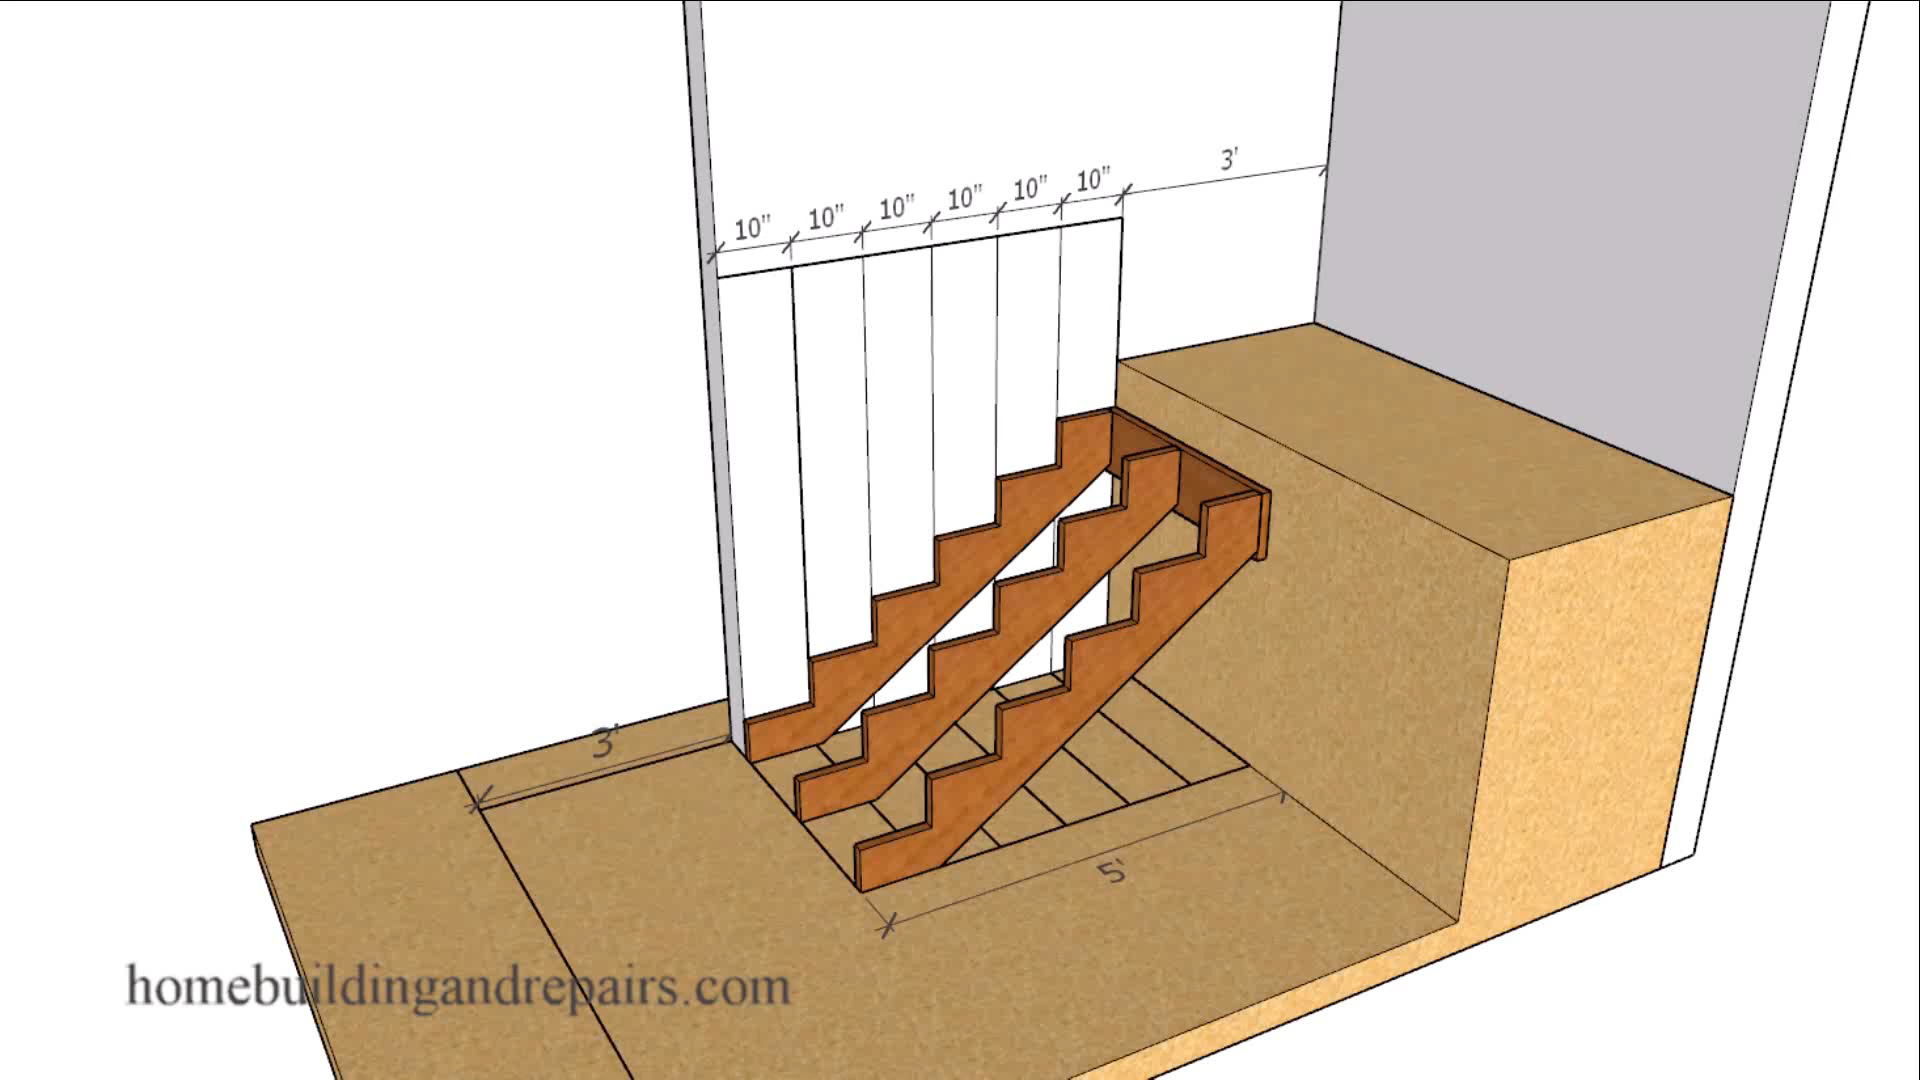 10" 10" 10" 10" 10" 10" 3'
3'
5'
homebuildingandrepairs.com